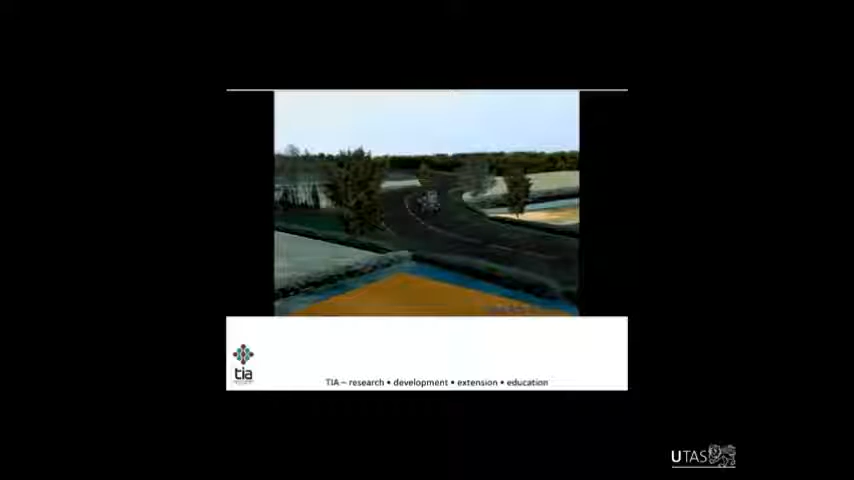 tia
TIA – research • development • extension • education
UTAS